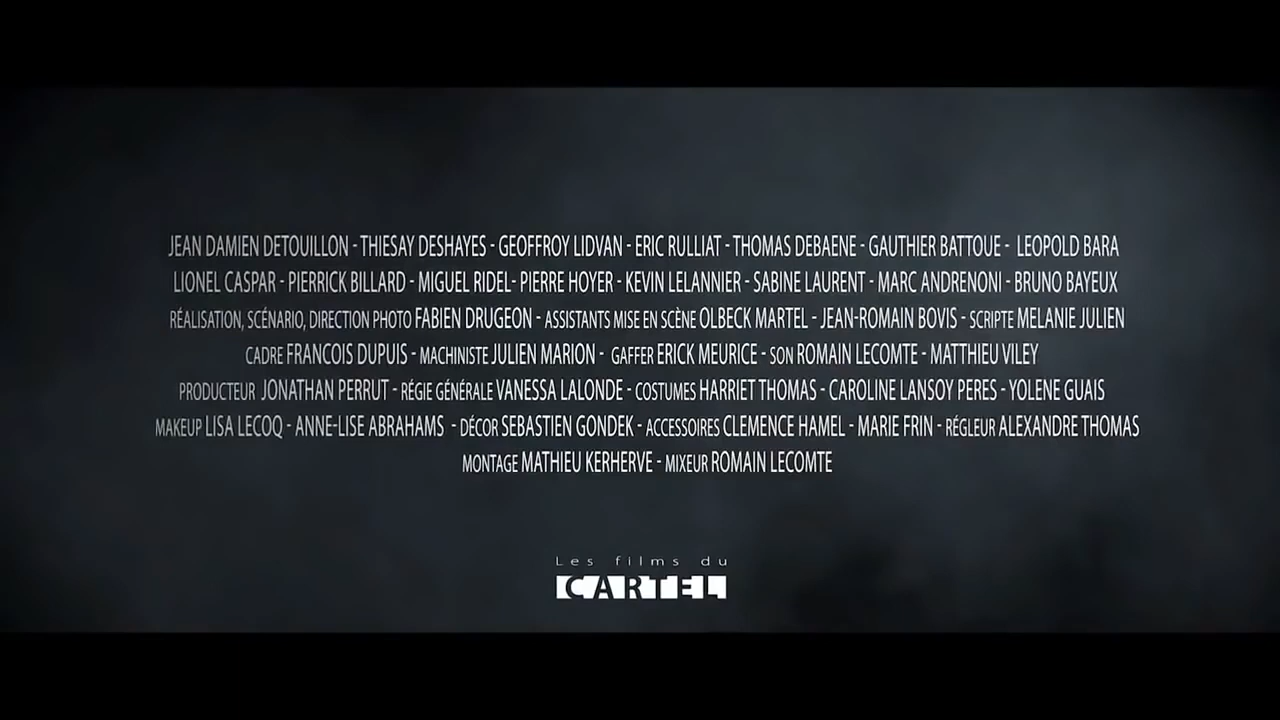 JEAN DAMIEN DETOUILLON - THIESAY DESHAYES - GEOFFROY LIDVAN - ERIC RULLIAT - THOMAS DEBAENE - GAUTHIER BATTOUE - LEOPOLD BARA
LIONEL CASPAR - PIERRICK BILLARD - MIGUEL RIDEL- PIERRE HOYER - KEVIN LELANNIER - SABINE LAURENT - MARC ANDRENONI - BRUNO BAYEUX
RÉALISATION, SCÉNARIO, DIRECTION PHOTO FABIEN DRUGEON - ASSISTANTS MISE EN SCÈNE OLBECK MARTEL - JEAN-ROMAIN BOVIS - SCRIPTE MELANIE JULIEN
CADRE FRANCOIS DUPUIS - MACHINISTE JULIEN MARION - GAFFER ERICK MEURICE - SON ROMAIN LECOMTE - MATTHIEU VILEY
PRODUCTEUR JONATHAN PERRUT - RÉGIE GÉNÉRALE VANESSA LALONDE - COSTUMES HARRIET THOMAS - CAROLINE LANSOY PERES - YOLENE GUAIS
MAKEUP LISA LECOQ - ANNE-LISE ABRAHAMS - DÉCOR SEBASTIEN GONDEK - ACCESSOIRES CLEMENCE HAMEL - MARIE FRIN - RÉGLEUR ALEXANDRE THOMAS
MONTAGE MATHIEU KERHERVE - MIXEUR ROMAIN LECOMTE
Les films du
CARTEL